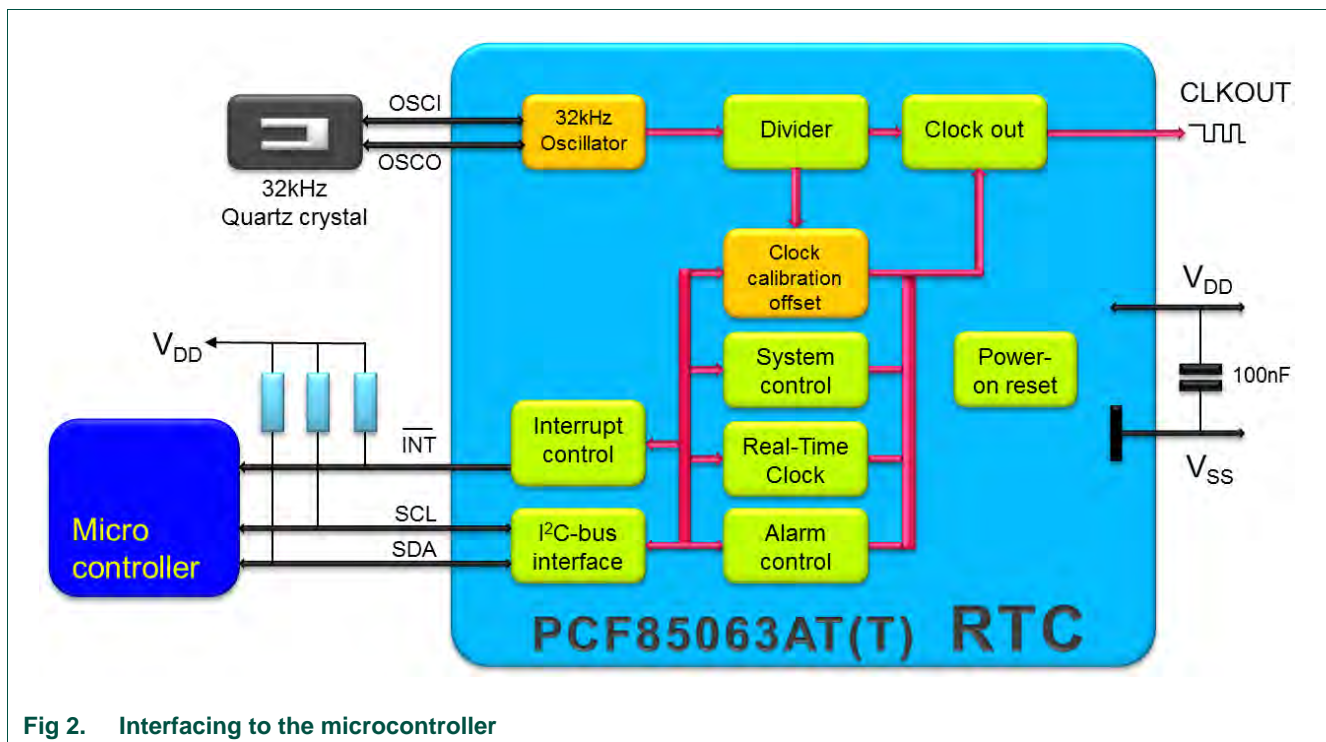 OSCI
OSCO
32kHz
Quartz crystal
32kHz
Oscillator
Divider
Clock out
CLKOUT
Clock
calibration
offset
System
control
Real-Time
Clock
Alarm
control
Power-
on reset
VDD
100nF
VSS
VDD
INT
SCL
SDA
Micro
controller
Interrupt
control
I²C-bus
interface
PCF85063AT(T) RTC
Fig 2. Interfacing to the microcontroller